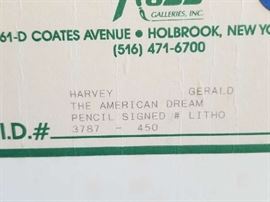 GALLERIES, INC.
61-D COATES AVENUE • HOLBROOK, NEW YO
(516) 471-6700
HARVEY GERALD
THE AMERICAN DREAM
PENCIL SIGNED # LITHO
I.D.# 3787 - 450